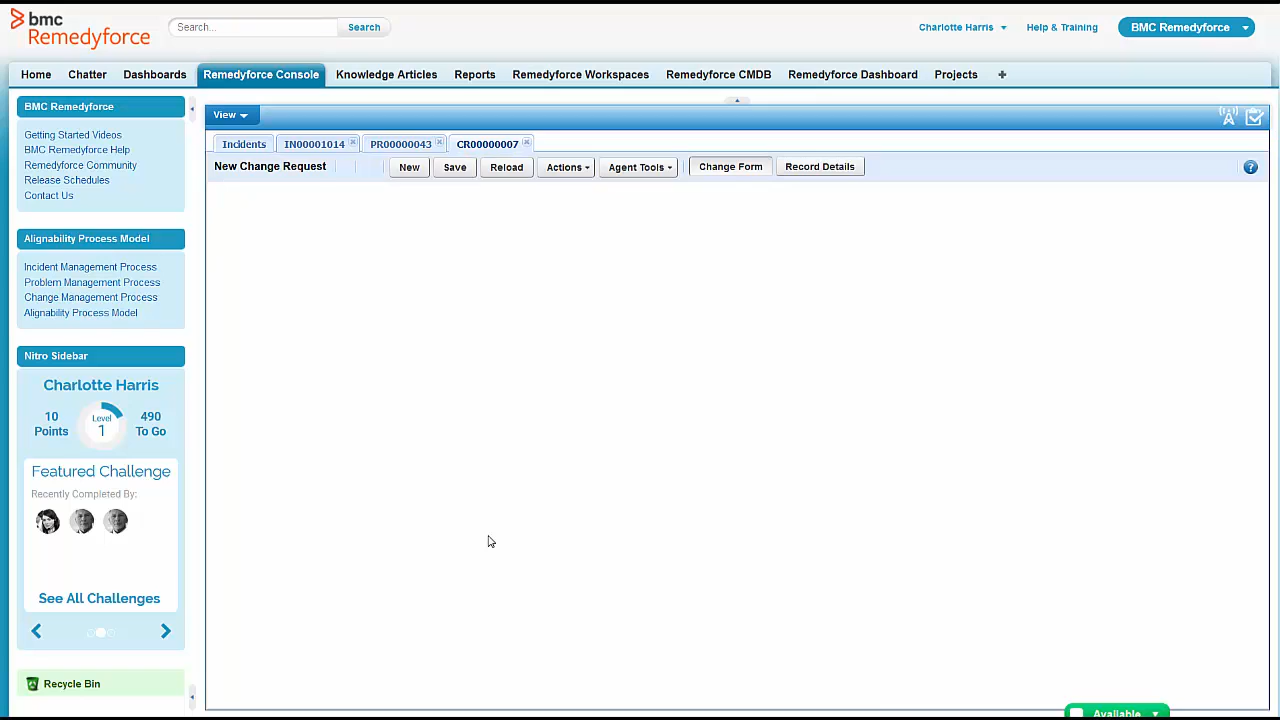 bmc
Remedyforce
Search...
Search
Charlotte Harris
Help & Training
BMC Remedyforce
Home
Chatter
Dashboards
Remedyforce Console
Knowledge Articles
Reports
Remedyforce Workspaces
Remedyforce CMDB
Remedyforce Dashboard
Projects
BMC Remedyforce
Getting Started Videos
BMC Remedyforce Help
Remedyforce Community
Release Schedules
Contact Us
Alignability Process Model
Incident Management Process
Problem Management Process
Change Management Process
Alignability Process Model
Nitro Sidebar
Charlotte Harris
10
Points
Level
1
490
To Go
Featured Challenge
Recently Completed By:
See All Challenges
Recycle Bin
View
Incidents
IN00001014
PR00000043
CR00000007
New Change Request
New
Save
Reload
Actions
Agent Tools
Change Form
Record Details
Available